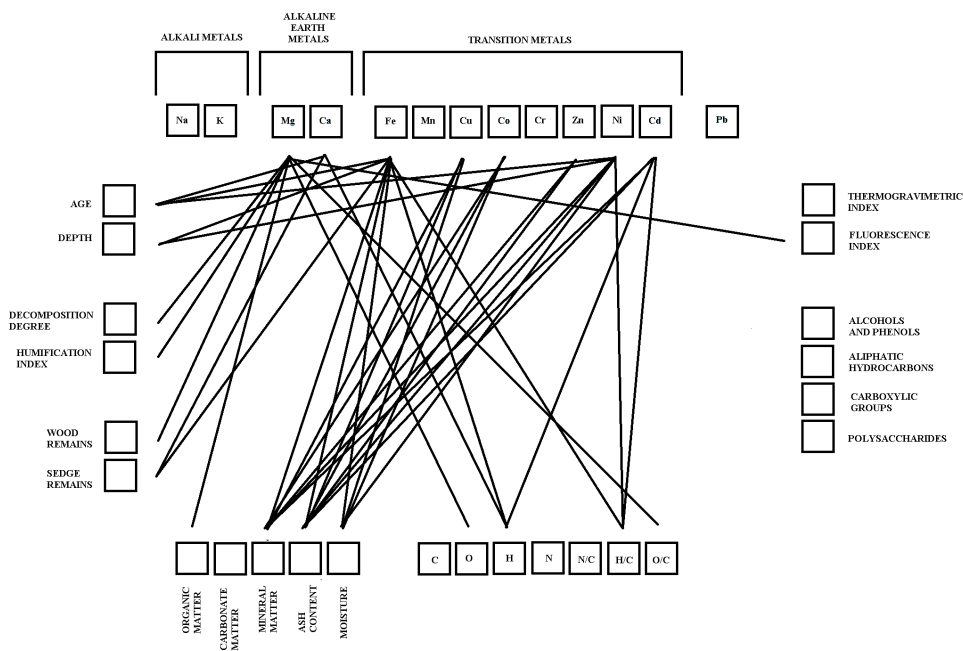 ALKALI METALS
ALKALINE
EARTH
METALS
TRANSITION METALS
Na
K
Mg
Ca
Fe
Mn
Cu
Co
Cr
Zn
Ni
Cd
Pb
AGE
DEPTH
DECOMPOSITION
DEGREE
HUMIFICATION
INDEX
WOOD
REMAINS
SEDGE
REMAINS
THERMOGRAVIMETRIC
INDEX
FLUORESCENCE
INDEX
ALCOHOLS
AND PHENOLS
ALIPHATIC
HYDROCARBONS
CARBOXYLIC
GROUPS
POLYSACCHARIDES
C
O
H
N
N/C
H/C
O/C
ORGANIC
MATTER
CARBONATE
MATTER
MINERAL
MATTER
ASH
CONTENT
MOISTURE